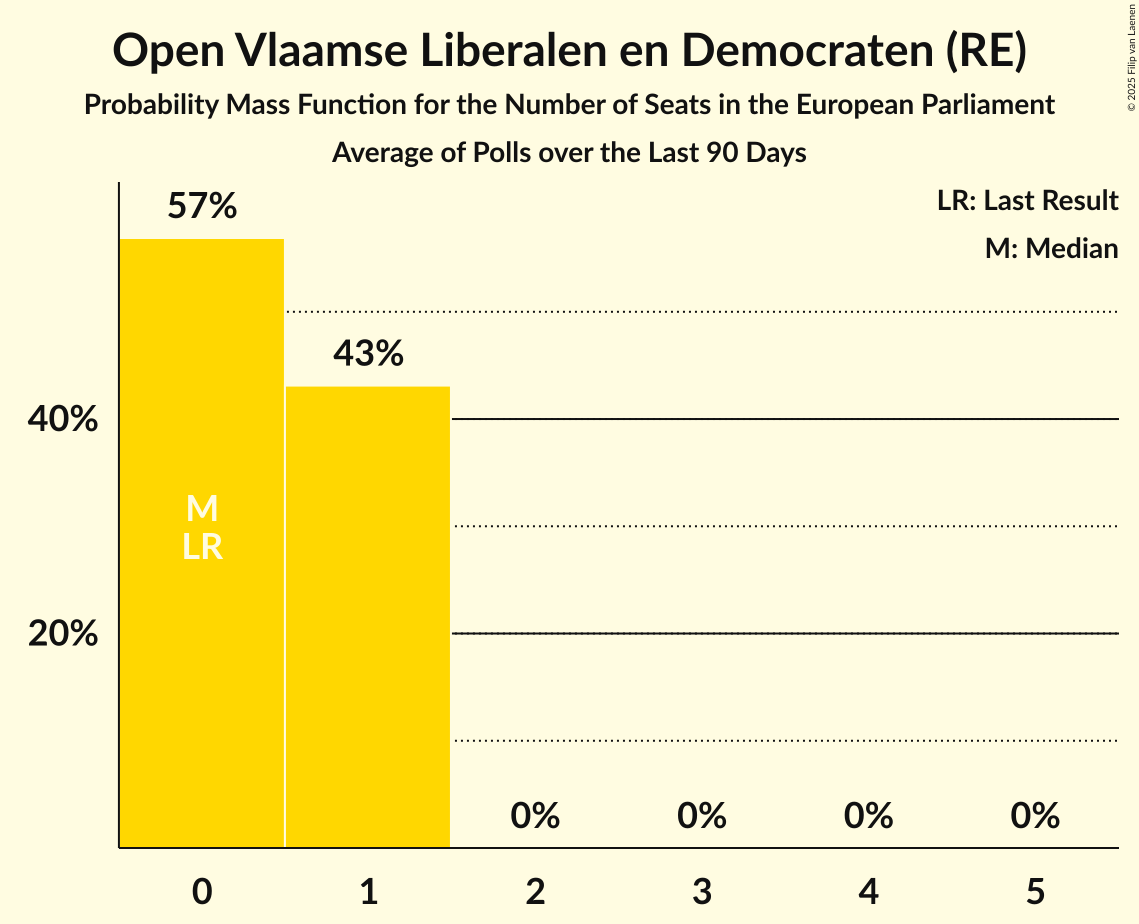 Open Vlaamse Liberalen en Democraten (RE)
Probability Mass Function for the Number of Seats in the European Parliament
Average of Polls over the Last 90 Days
© 2025 Filip van Laenen
LR: Last Result
M: Median
57%
43%
40%
20%
M
LR
0%
0%
0%
0%
0
1
2
3
4
5